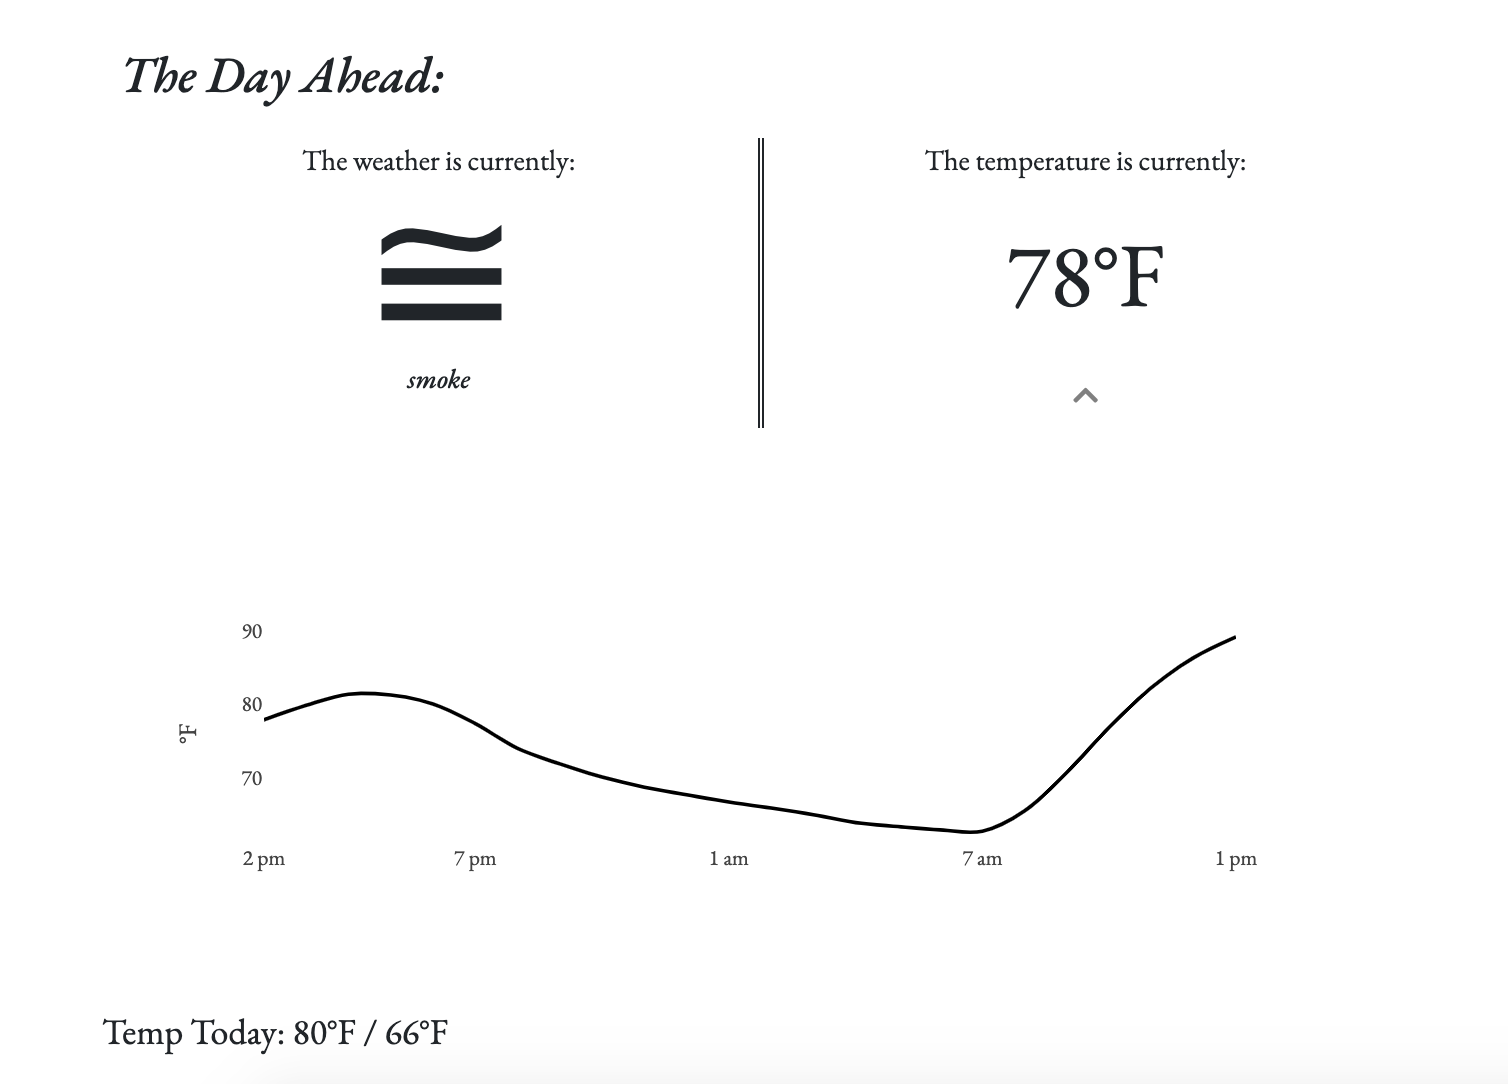 The Day Ahead:
The weather is currently:
smoke
The temperature is currently:
78°F
90
80
70
°F
2 pm 7 pm 1 am 7 am 1 pm
Temp Today: 80°F / 66°F